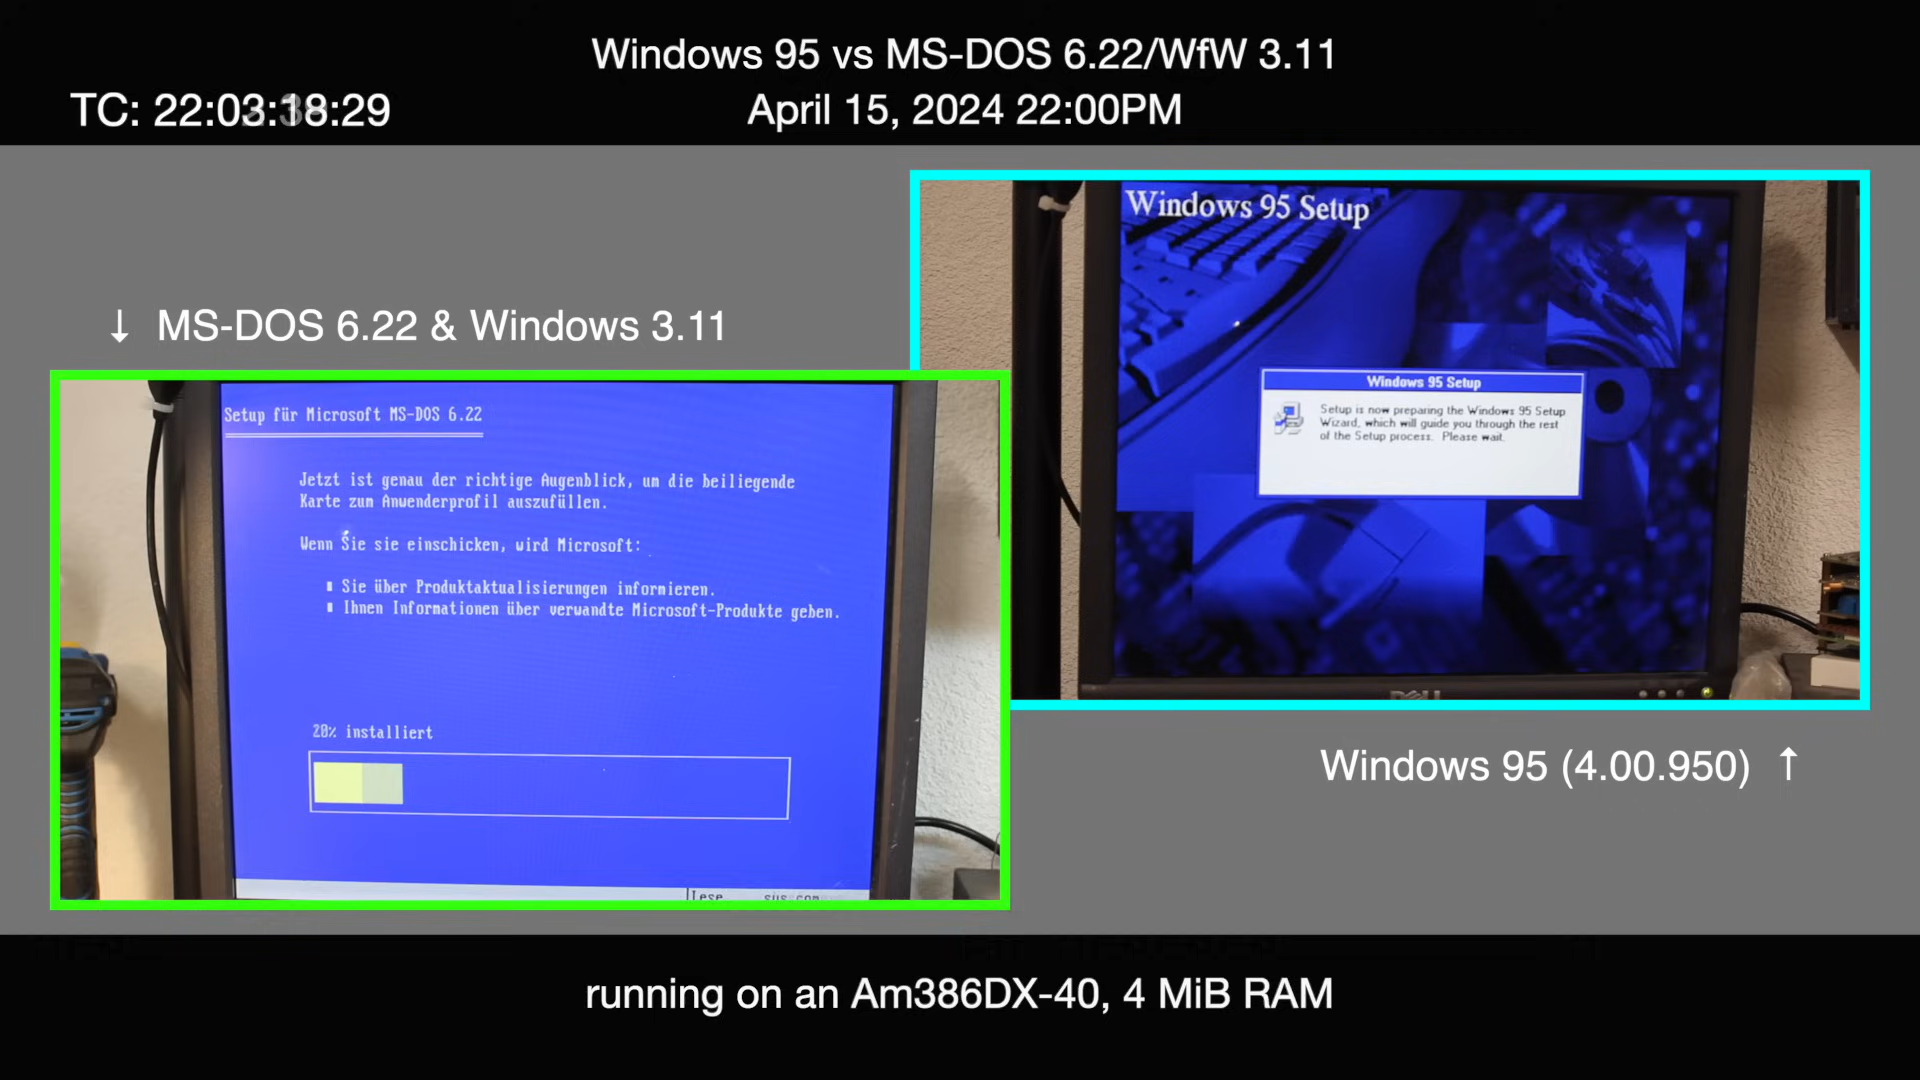 Windows 95 vs MS-DOS 6.22/WfW 3.11
TC: 22:03:18:29
April 15, 2024 22:00PM
↓ MS-DOS 6.22 & Windows 3.11
Setup für Microsoft MS-DOS 6.22
Jetzt ist genau der richtige Augenblick, um die beiliegende
Karte zum Anwenderprofil auszufüllen.
Wenn Sie sie einschicken, wird Microsoft:
Sie über Produktaktualisierungen informieren.
Ihnen Informationen über verwandte Microsoft-Produkte geben.
20% installiert
Lese sys.com
Windows 95 Setup
Windows 95 Setup
Setup is now preparing the Windows 95 Setup
Wizard, which will guide you through the rest
of the Setup process. Please wait.
DELL
Windows 95 (4.00.950) ↑
running on an Am386DX-40, 4 MiB RAM